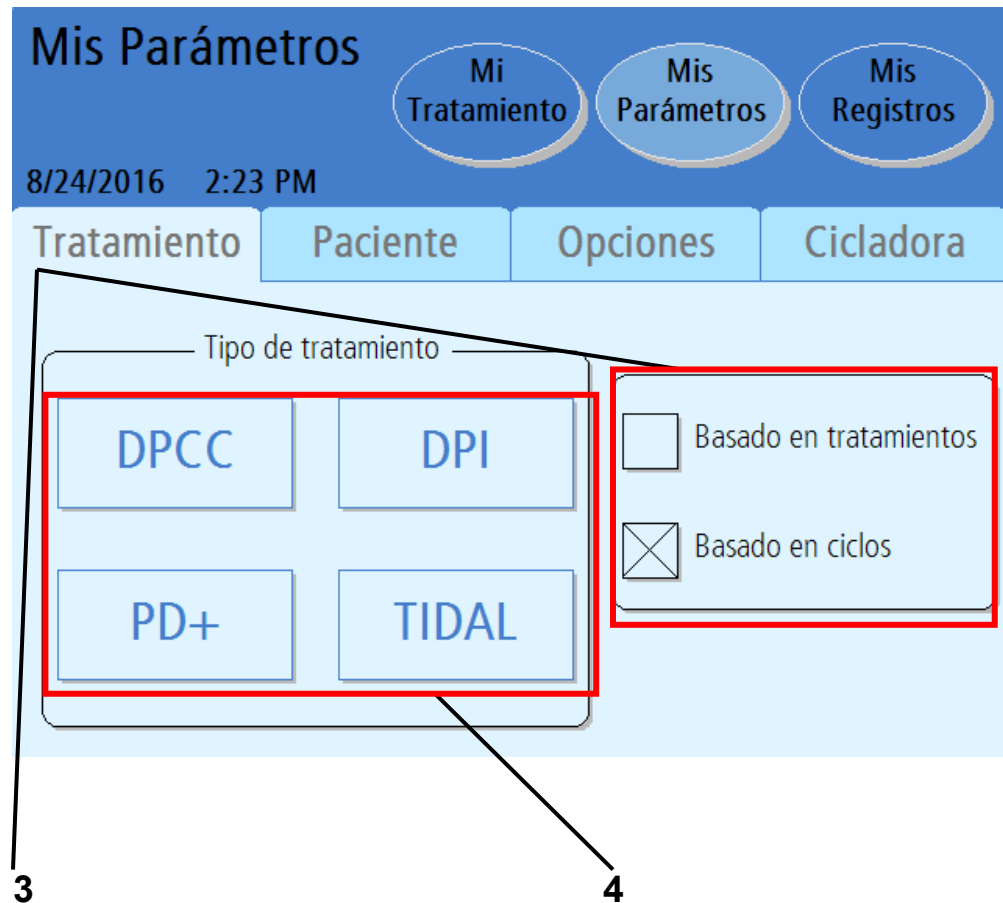 Mis Parámetros
Mi
Tratamiento
Mis
Parámetros
Mis
Registros
8/24/2016 2:23 PM
Tratamiento
Paciente
Opciones
Cicladora
Tipo de tratamiento
DPCC
DPI
PD+
TIDAL
Basado en tratamientos
Basado en ciclos
3
4